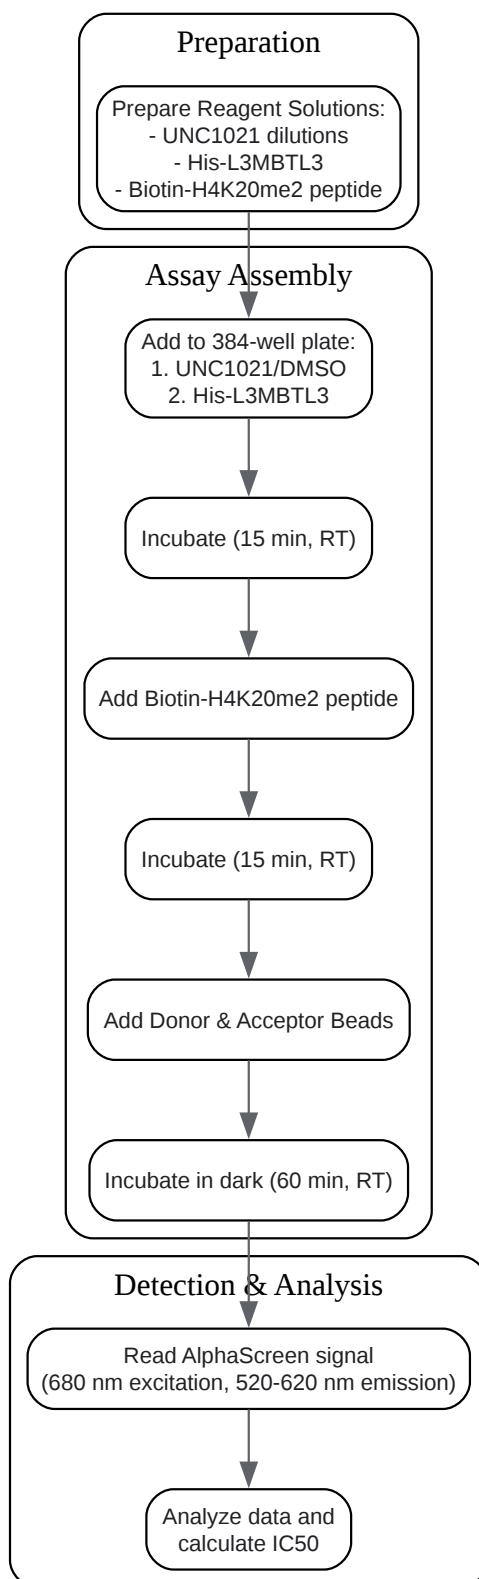 Preparation
Prepare Reagent Solutions:
- UNC1021 dilutions
- His-L3MBTL3
- Biotin-H4K20me2 peptide
Assay Assembly
Add to 384-well plate:
1. UNC1021/DMSO
2. His-L3MBTL3
Incubate (15 min, RT)
Add Biotin-H4K20me2 peptide
Incubate (15 min, RT)
Add Donor & Acceptor Beads
Incubate in dark (60 min, RT)
Detection & Analysis
Read AlphaScreen signal
(680 nm excitation, 520-620 nm emission)
Analyze data and
calculate IC50